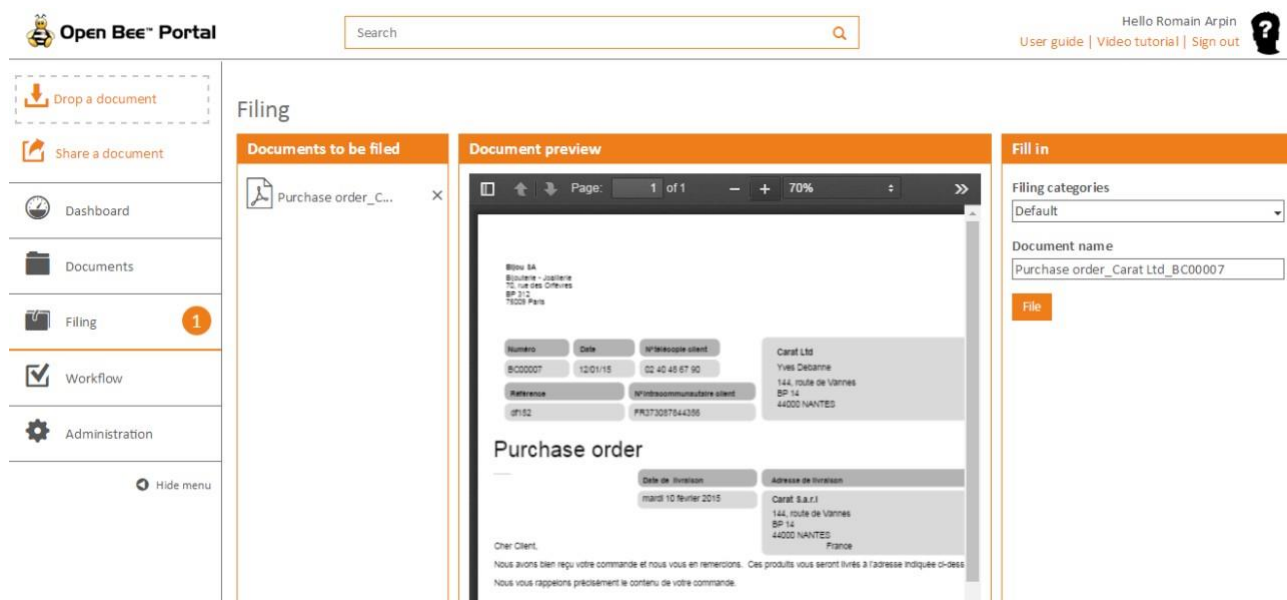 Open Bee™ Portal
Search
Hello Romain Arpin
User guide | Video tutorial | Sign out
?
Drop a document
Share a document
Dashboard
Documents
Filing
1
Workflow
Administration
Hide menu
Filing
Documents to be filed
Purchase order_C...
Document preview
Page: 1 of 1
70%
Bijou SA
Bijouterie - Joaillerie
70, rue des Orfèvres
BP 312
75009 Paris
Numéro Date N°télécopie client
BC00007 12/01/15 02 40 48 67 90
Référence N°intracommunautaire client
df152 FR373087844386
Carat Ltd
Yves Debanne
144, route de Vannes
BP 14
44000 NANTES
Purchase order
Date de livraison Adresse de livraison
mardi 10 février 2015
Carat S.a.r.l
144, route de Vannes
BP 14
44000 NANTES
France
Cher Client,
Nous avons bien reçu votre commande et nous vous en remercions. Ces produits vous seront livrés à l'adresse indiquée ci-dess
Nous vous rappelons précisément le contenu de votre commande.
Fill in
Filing categories
Default
Document name
Purchase order_Carat Ltd_BC00007
File